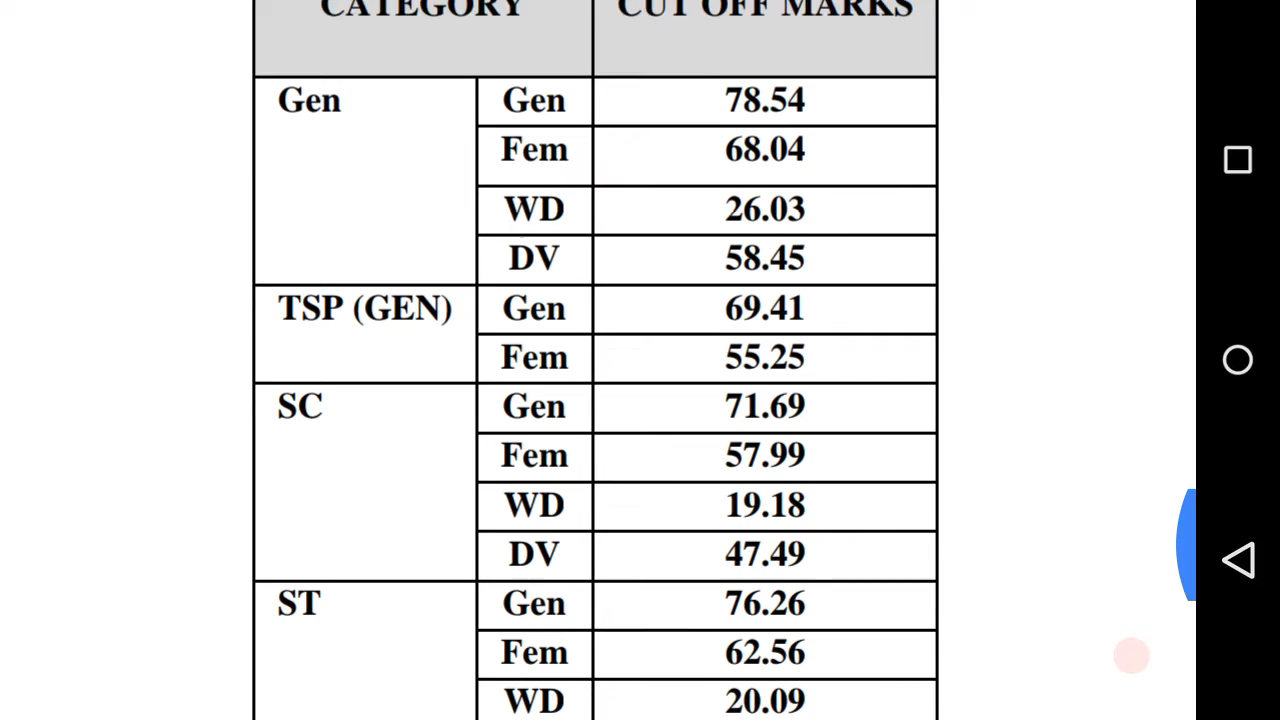 CATEGORY CUT OFF MARKS
Gen Gen 78.54
Fem 68.04
WD 26.03
DV 58.45
TSP (GEN) Gen 69.41
Fem 55.25
SC Gen 71.69
Fem 57.99
WD 19.18
DV 47.49
ST Gen 76.26
Fem 62.56
WD 20.09